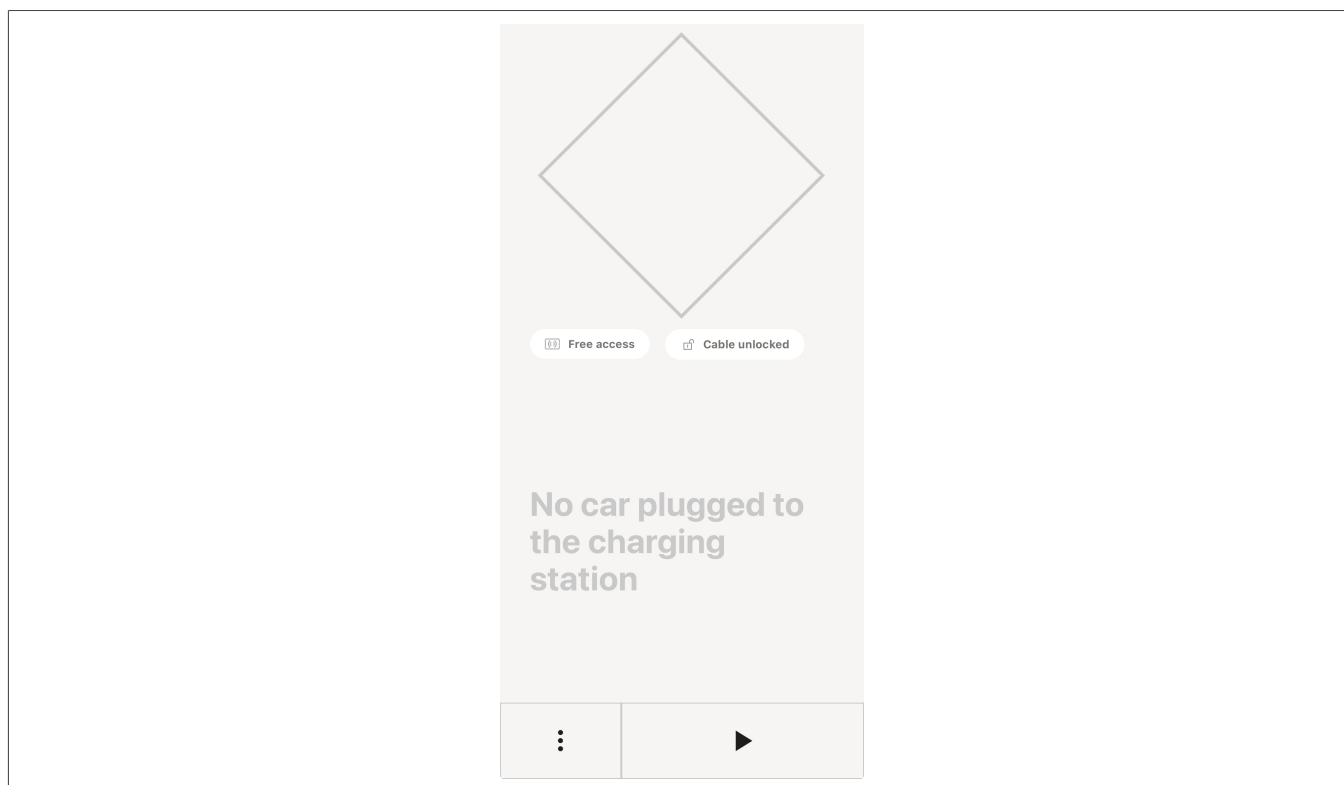 Free access
Cable unlocked
No car plugged to
the charging
station